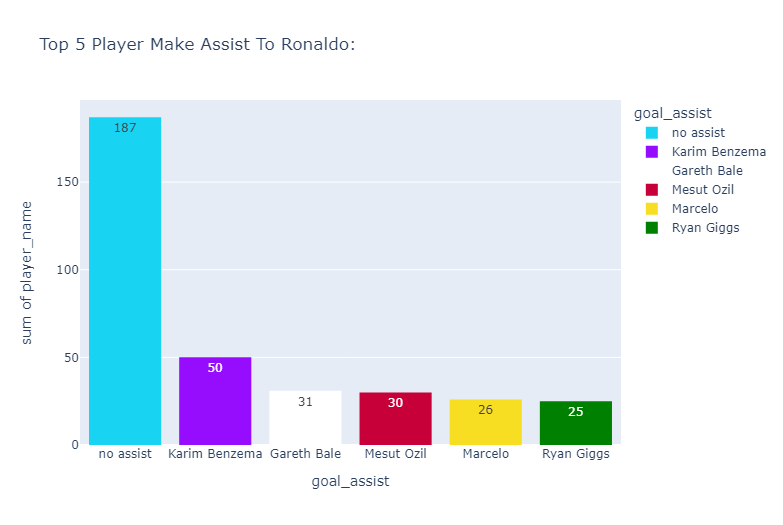 Top 5 Player Make Assist To Ronaldo:
goal_assist
no assist
Karim Benzema
Gareth Bale
Mesut Ozil
Marcelo
Ryan Giggs
sum of player_name
150
100
50
0
187
50
31
30
26
25
no assist Karim Benzema Gareth Bale Mesut Ozil Marcelo Ryan Giggs
goal_assist